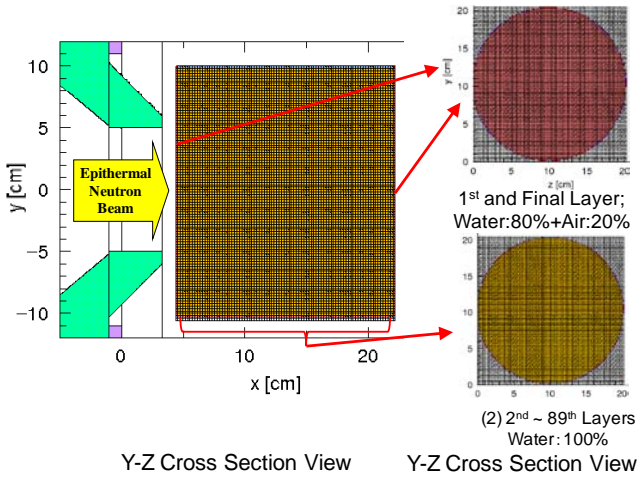 10
5
0
−5
−10
y [cm]
0
10
20
x [cm]
Epithermal
Neutron
Beam
20
15
10
5
0
y [cm]
0
5
10
15
20
z [cm]
1st and Final Layer;
Water:80%+Air:20%
20
15
10
5
0
0
5
10
15
20
(2) 2nd ~ 89th Layers
Water: 100%
Y-Z Cross Section View
Y-Z Cross Section View